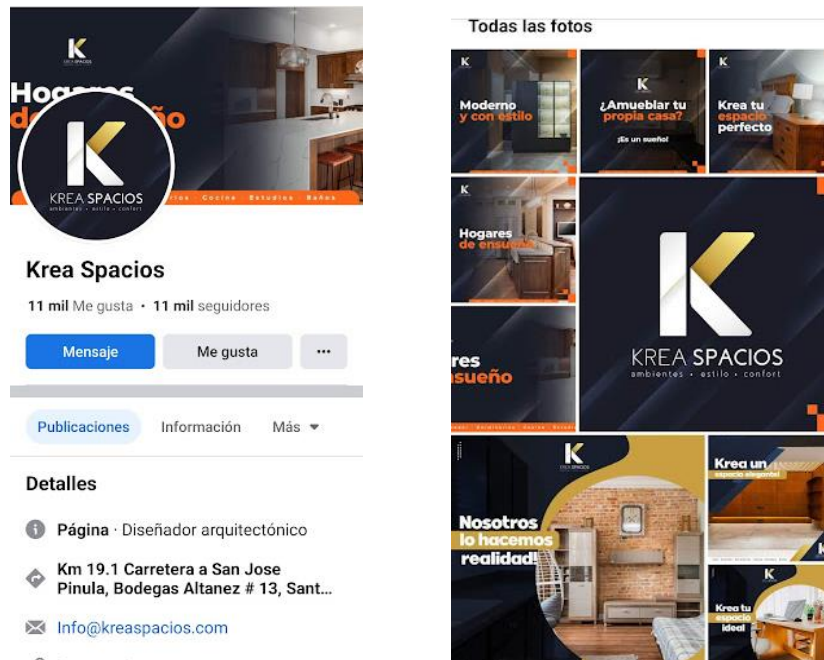 K
Hogares
KREA SPACIOS
ambientes • estilo • confort
Cocina · Estudios · Baños
Krea Spacios
11 mil Me gusta • 11 mil seguidores
Mensaje
Me gusta
...
Publicaciones
Información
Más
Detalles
Página · Diseñador arquitectónico
Km 19.1 Carretera a San Jose
Pinula, Bodegas Altanez # 13, Sant...
Info@kreaspacios.com
Todas las fotos
K
Moderno
y con estilo
K
¿Amueblar tu
propia casa?
¡Es un sueño!
K
Krea tu
espacio
perfecto
K
Hogares
de ensueño
res
sueño
KREA SPACIOS
ambientes • estilo • confort
K
KREA SPACIOS
Nosotros
lo hacemos
realidad!
Krea un
espacio elegante!
K
Krea tu
espacio
ideal